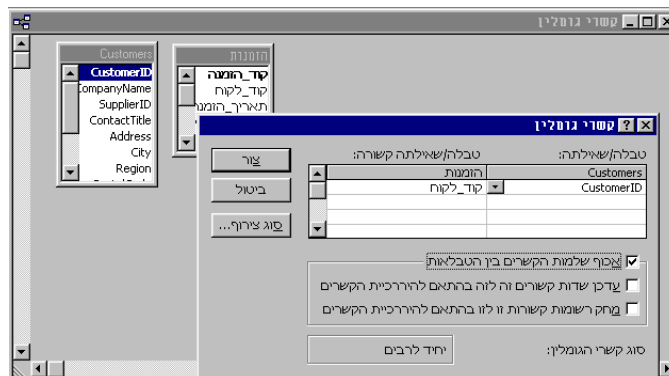 קשרי גומלין
Customers
CustomerID
CompanyName
SupplierID
ContactTitle
Address
City
Region
הזמנות
קוד_הזמנה
קוד_לקוח
תאריך_הזמנה
קשרי גומלין
טבלה/שאילתה:
טבלה/שאילתה קשורה:
Customers
הזמנות
CustomerID
קוד_לקוח
צור
ביטול
סוג צירוף...
אכוף שלמות הקשרים בין הטבלאות
עדכן שדות קשורים זה לזה בהתאם להיררכיית הקשרים
מחק רשומות קשורות זו לזו בהתאם להיררכיית הקשרים
סוג קשרי הגומלין:
יחיד לרבים